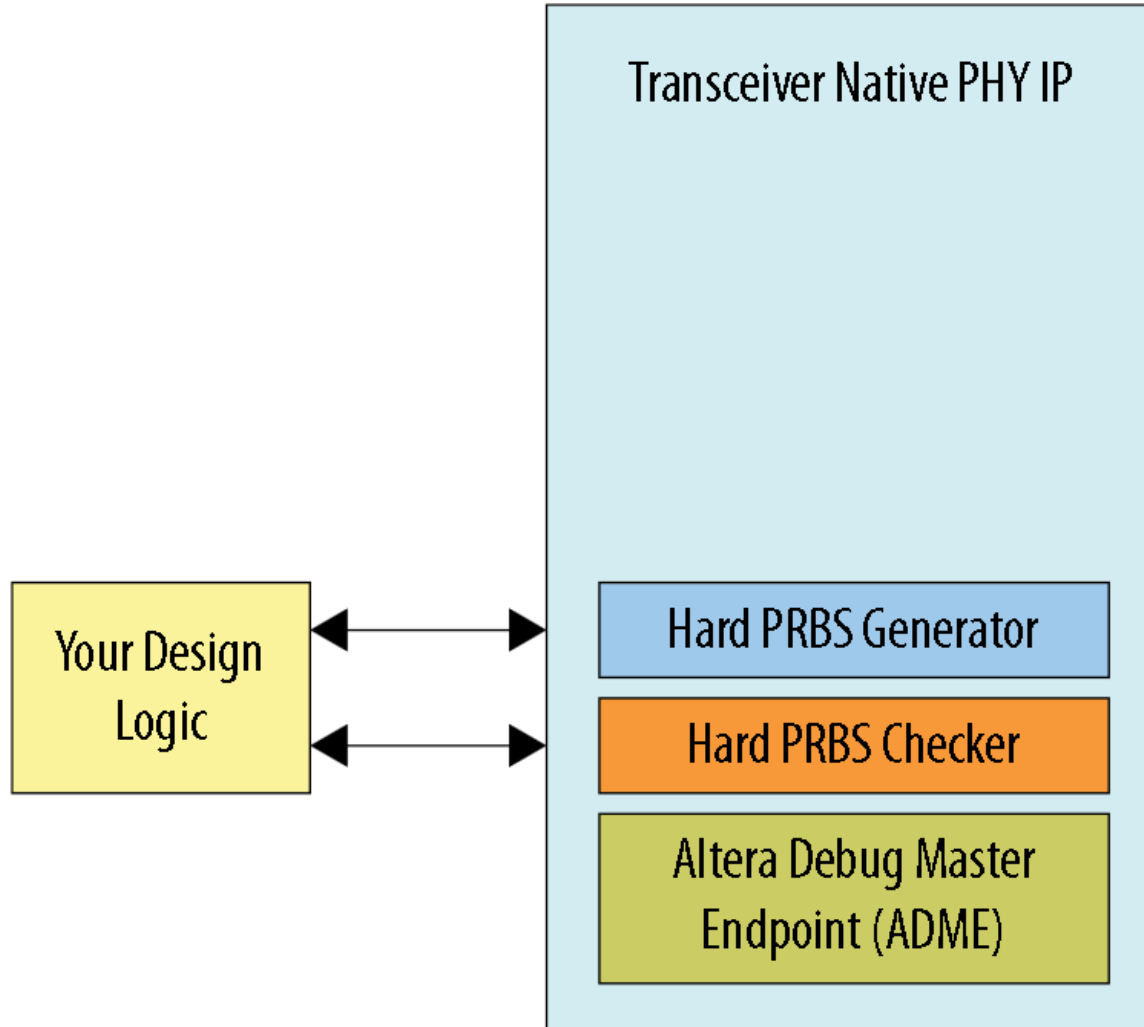 Transceiver Native PHY IP
Your Design
Logic
Hard PRBS Generator
Hard PRBS Checker
Altera Debug Master
Endpoint (ADME)